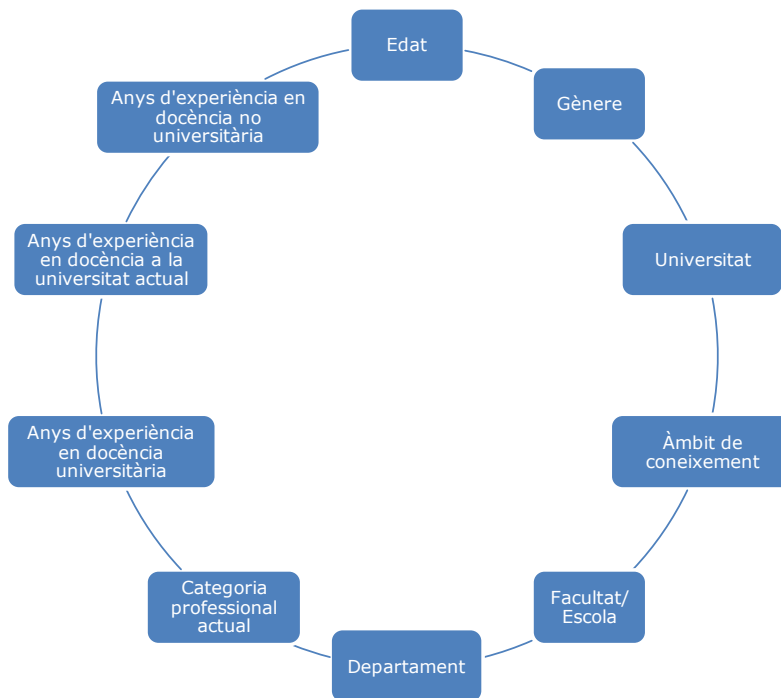 Edat
Gènere
Universitat
Àmbit de
coneixement
Facultat/
Escola
Departament
Categoria
professional
actual
Anys d'experiència
en docència
universitària
Anys d'experiència
en docència a la
universitat actual
Anys d'experiència en
docència no
universitària